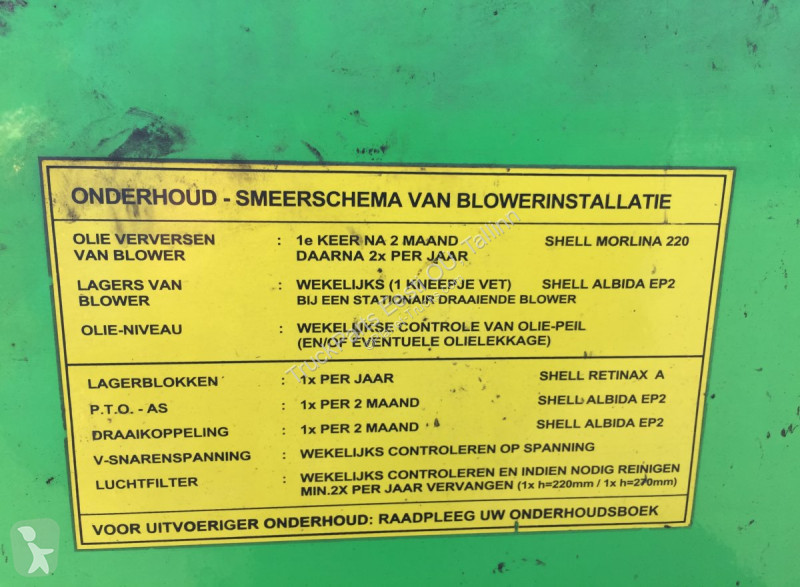 ONDERHOUD - SMEERSCHEMA VAN BLOWERINSTALLATIE
OLIE VERVERSEN : 1e KEER NA 2 MAAND SHELL MORLINA 220
VAN BLOWER DAARNA 2x PER JAAR
LAGERS VAN : WEKELIJKS (1 KNEEPJE VET) SHELL ALBIDA EP2
BLOWER BIJ EEN STATIONAIR DRAAIENDE BLOWER
OLIE-NIVEAU : WEKELIJKSE CONTROLE VAN OLIE-PEIL
(EN/OF EVENTUELE OLIELEKKAGE)
LAGERBLOKKEN : 1x PER JAAR SHELL RETINAX A
P.T.O. - AS : 1x PER 2 MAAND SHELL ALBIDA EP2
DRAAIKOPPELING : 1x PER 2 MAAND SHELL ALBIDA EP2
V-SNARENSPANNING : WEKELIJKS CONTROLEREN OP SPANNING
LUCHTFILTER : WEKELIJKS CONTROLEREN EN INDIEN NODIG REINIGEN
MIN.2X PER JAAR VERVANGEN (1x h=220mm / 1x h=270mm)
VOOR UITVOERIGER ONDERHOUD: RAADPLEEG UW ONDERHOUDSBOEK